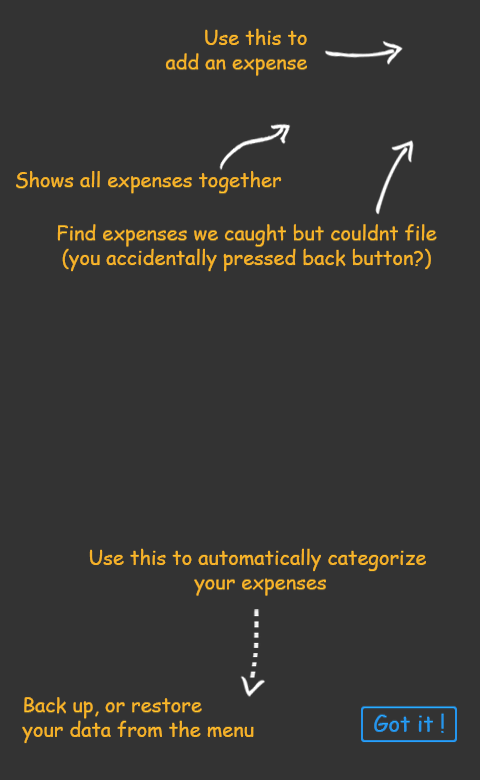 Use this to
add an expense
Shows all expenses together
Find expenses we caught but couldnt file
(you accidentally pressed back button?)
Use this to automatically categorize
your expenses
Back up, or restore
your data from the menu
Got it !